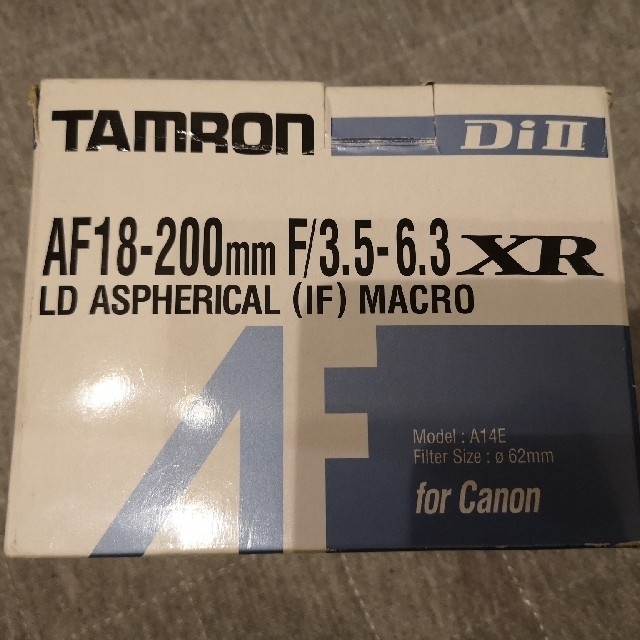 TAMRON Di II
AF18-200mm F/3.5-6.3 XR
LD ASPHERICAL (IF) MACRO
AF
Model : A14E
Filter Size : ø 62mm
for Canon